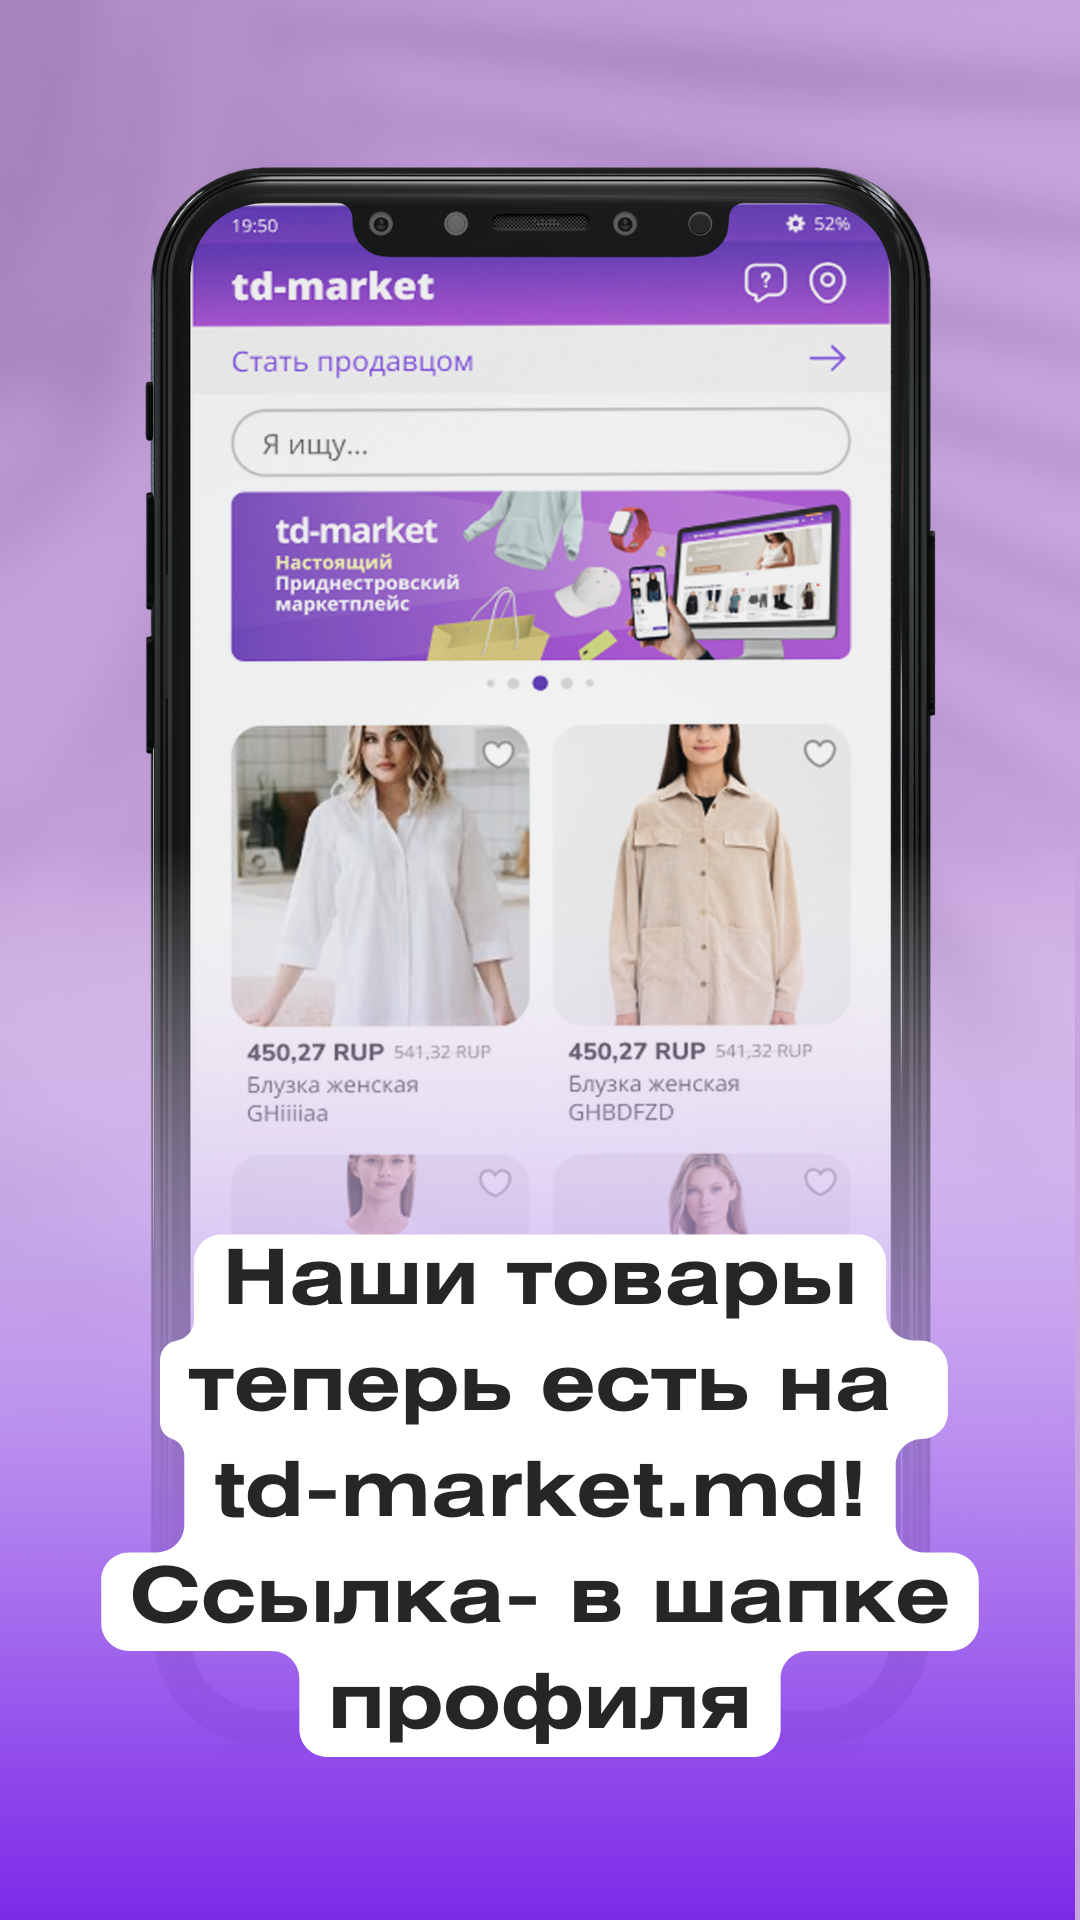 19:50
52%
td-market
Стать продавцом
Я ищу...
td-market
Настоящий
Приднестровский
маркетплейс
450,27 RUP 541,32 RUP
Блузка женская
GHiiiiaa
450,27 RUP 541,32 RUP
Блузка женская
GHBDFZD
Наши товары
теперь есть на
td-market.md!
Ссылка- в шапке
профиля